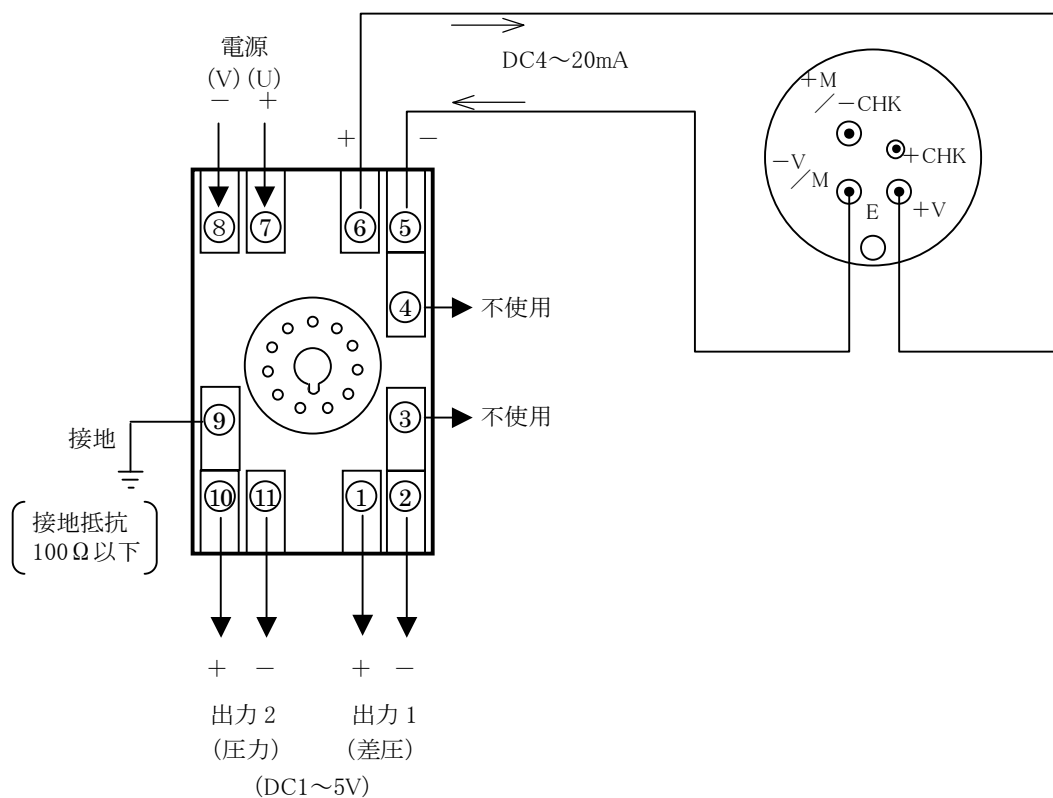 電源
(V) (U)
− +
DC4～20mA
+ −
+M
/−CHK
+CHK
−V
/M
E
+V
⑧ ⑦ ⑥ ⑤
④ 不使用
⑨
③ 不使用
接地
⑩ ⑪ ① ②
接地抵抗
100Ω以下
+ − + −
出力 2 出力 1
（圧力） （差圧）
（DC1～5V）